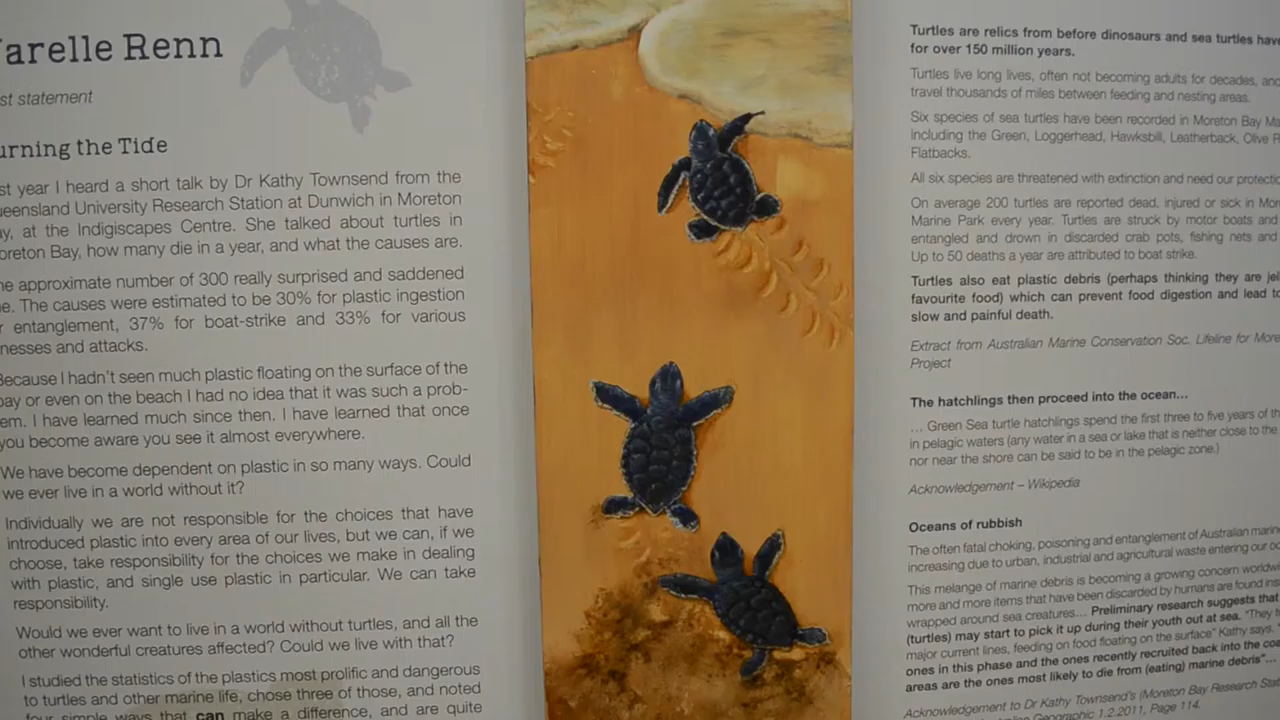 arelle Renn
st statement
urning the Tide
st year I heard a short talk by Dr Kathy Townsend from the
ueensland University Research Station at Dunwich in Moreton
ay, at the Indigiscapes Centre. She talked about turtles in
oreton Bay, how many die in a year, and what the causes are.
he approximate number of 300 really surprised and saddened
e. The causes were estimated to be 30% for plastic ingestion
r entanglement, 37% for boat-strike and 33% for various
nesses and attacks.
Because I hadn't seen much plastic floating on the surface of the
bay or even on the beach I had no idea that it was such a prob-
em. I have learned much since then. I have learned that once
you become aware you see it almost everywhere.
We have become dependent on plastic in so many ways. Could
we ever live in a world without it?
Individually we are not responsible for the choices that have
introduced plastic into every area of our lives, but we can, if we
choose, take responsibility for the choices we make in dealing
with plastic, and single use plastic in particular. We can take
responsibility.
Would we ever want to live in a world without turtles, and all the
other wonderful creatures affected? Could we live with that?
I studied the statistics of the plastics most prolific and dangerous
to turtles and other marine life, chose three of those, and noted
four simple ways that can make a difference, and are quite
Turtles are relics from before dinosaurs and sea turtles have
for over 150 million years.
Turtles live long lives, often not becoming adults for decades, and
travel thousands of miles between feeding and nesting areas.
Six species of sea turtles have been recorded in Moreton Bay Ma
including the Green, Loggerhead, Hawksbill, Leatherback, Olive R
Flatbacks.
All six species are threatened with extinction and need our protectio
On average 200 turtles are reported dead, injured or sick in Mor
Marine Park every year. Turtles are struck by motor boats and
entangled and drown in discarded crab pots, fishing nets and
Up to 50 deaths a year are attributed to boat strike.
Turtles also eat plastic debris (perhaps thinking they are jel
favourite food) which can prevent food digestion and lead to
slow and painful death.
Extract from Australian Marine Conservation Soc. Lifeline for More
Project
The hatchlings then proceed into the ocean...
... Green Sea turtle hatchlings spend the first three to five years of th
in pelagic waters (any water in a sea or lake that is neither close to the
nor near the shore can be said to be in the pelagic zone.)
Acknowledgement – Wikipedia
Oceans of rubbish
The often fatal choking, poisoning and entanglement of Australian marin
increasing due to urban, industrial and agricultural waste entering our oc
This melange of marine debris is becoming a growing concern worldwi
more and more items that have been discarded by humans are found ins
wrapped around sea creatures... Preliminary research suggests that
(turtles) may start to pick it up during their youth out at sea. "They
major current lines, feeding on food floating on the surface" Kathy says.
ones in this phase and the ones recently recruited back into the coa
areas are the ones most likely to die from (eating) marine debris"...
Acknowledgement to Dr Kathy Townsend's (Moreton Bay Research Stat
Geographic 1.2.2011, Page 114.